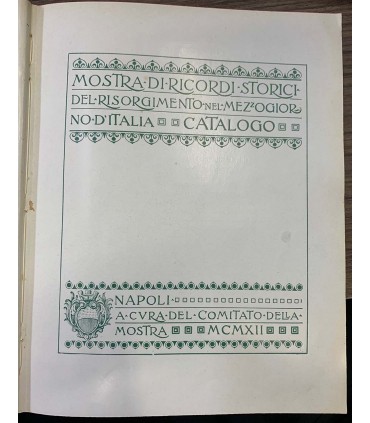 MOSTRA·DI·RICORDI·STORICI
DEL·RISORGIMENTO·NEL·MEZZOGIOR
NO·D'ITALIA CATALOGO
NAPOLI·
A·CVRA·DEL·COMITATO·DELLA·
MOSTRA MCMXII